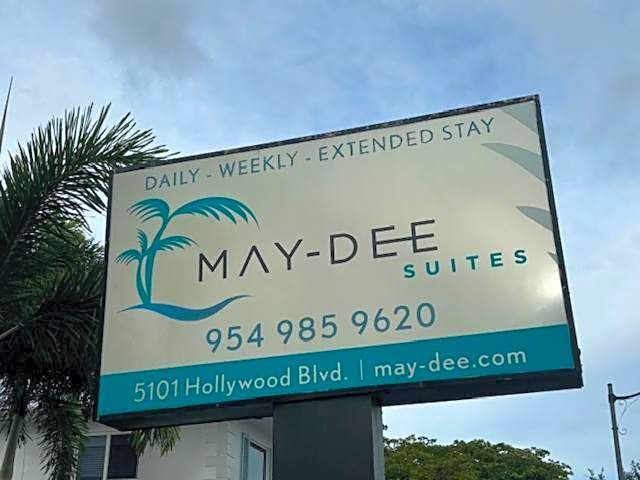 DAILY - WEEKLY - EXTENDED STAY
MAY-DEE
SUITES
954 985 9620
5101 Hollywood Blvd. | may-dee.com